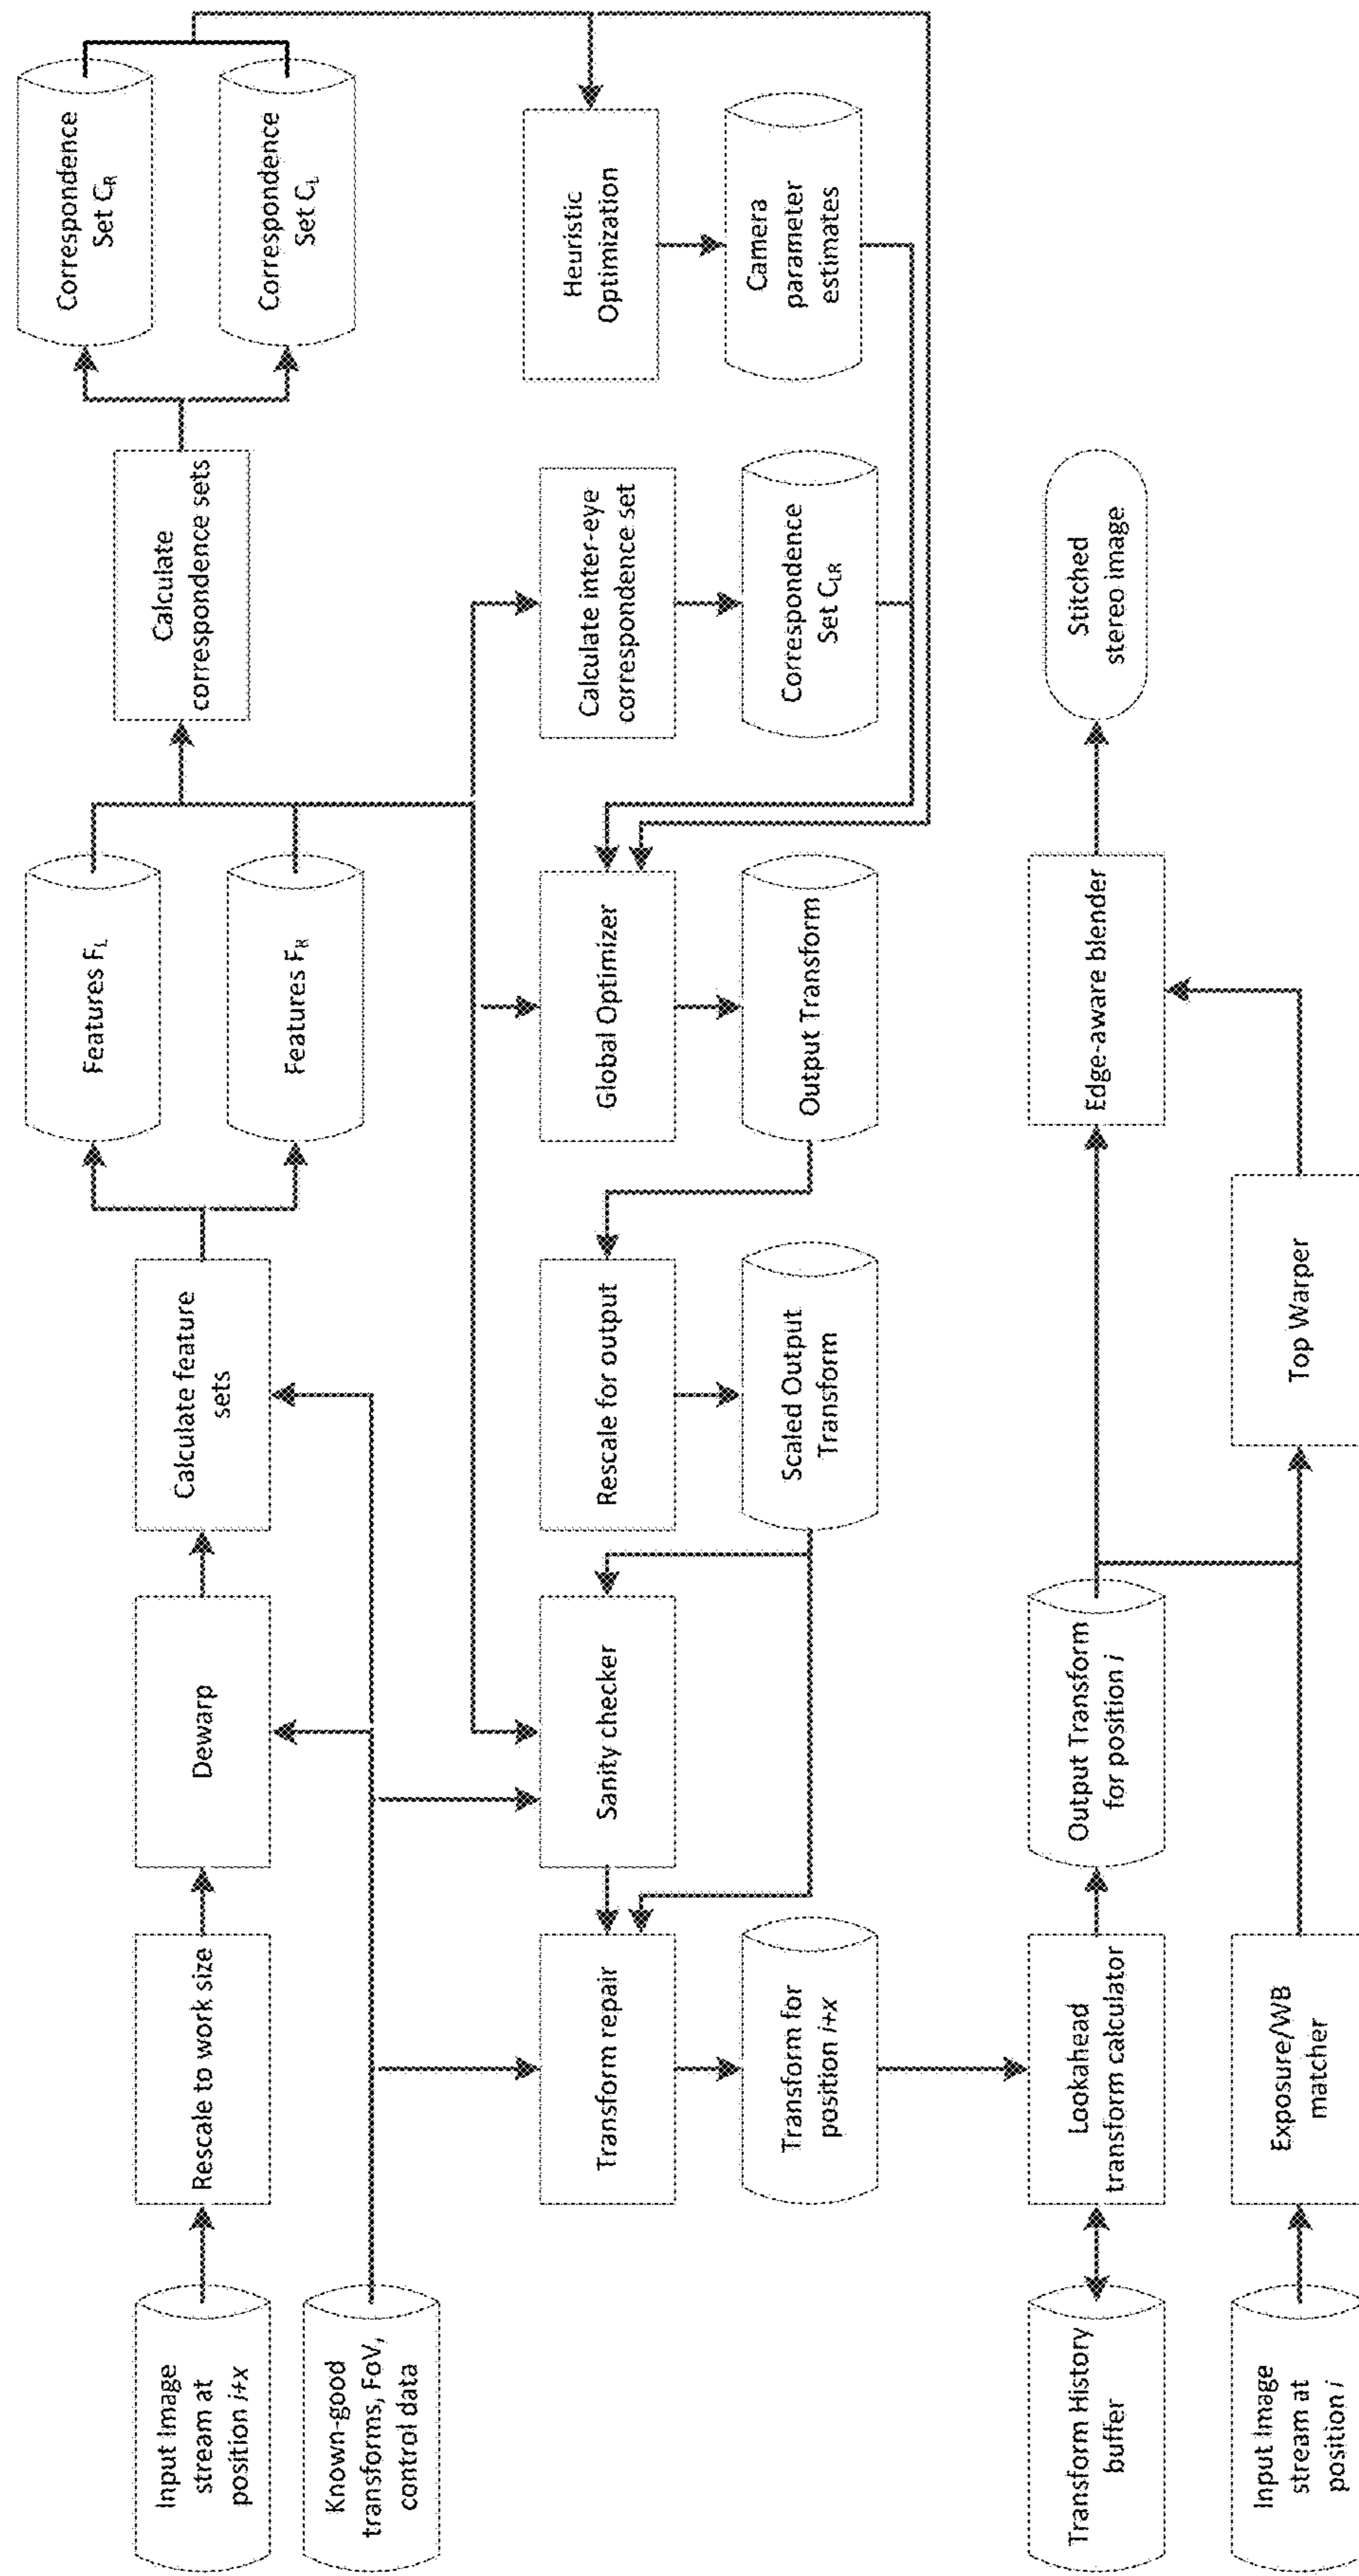 Input Image
stream at
position i+x
Rescale to work size
Dewarp
Calculate feature
sets
Features FL
Features FR
Calculate
correspondence sets
Correspondence
Set CR
Correspondence
Set CL
Known-good
transforms, FoV,
control data
Transform repair
Sanity checker
Rescale for output
Global Optimizer
Calculate inter-eye
correspondence set
Heuristic
Optimization
Transform for
position i+x
Scaled Output
Transform
Output Transform
Correspondence
Set CLR
Camera
parameter
estimates
Transform History
buffer
Lookahead
transform calculator
Output Transform
for position i
Edge-aware blender
Stitched
stereo image
Input Image
stream at
position i
Exposure/WB
matcher
Top Warper